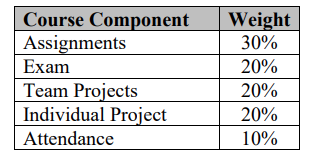 Course Component Weight
Assignments 30%
Exam 20%
Team Projects 20%
Individual Project 20%
Attendance 10%